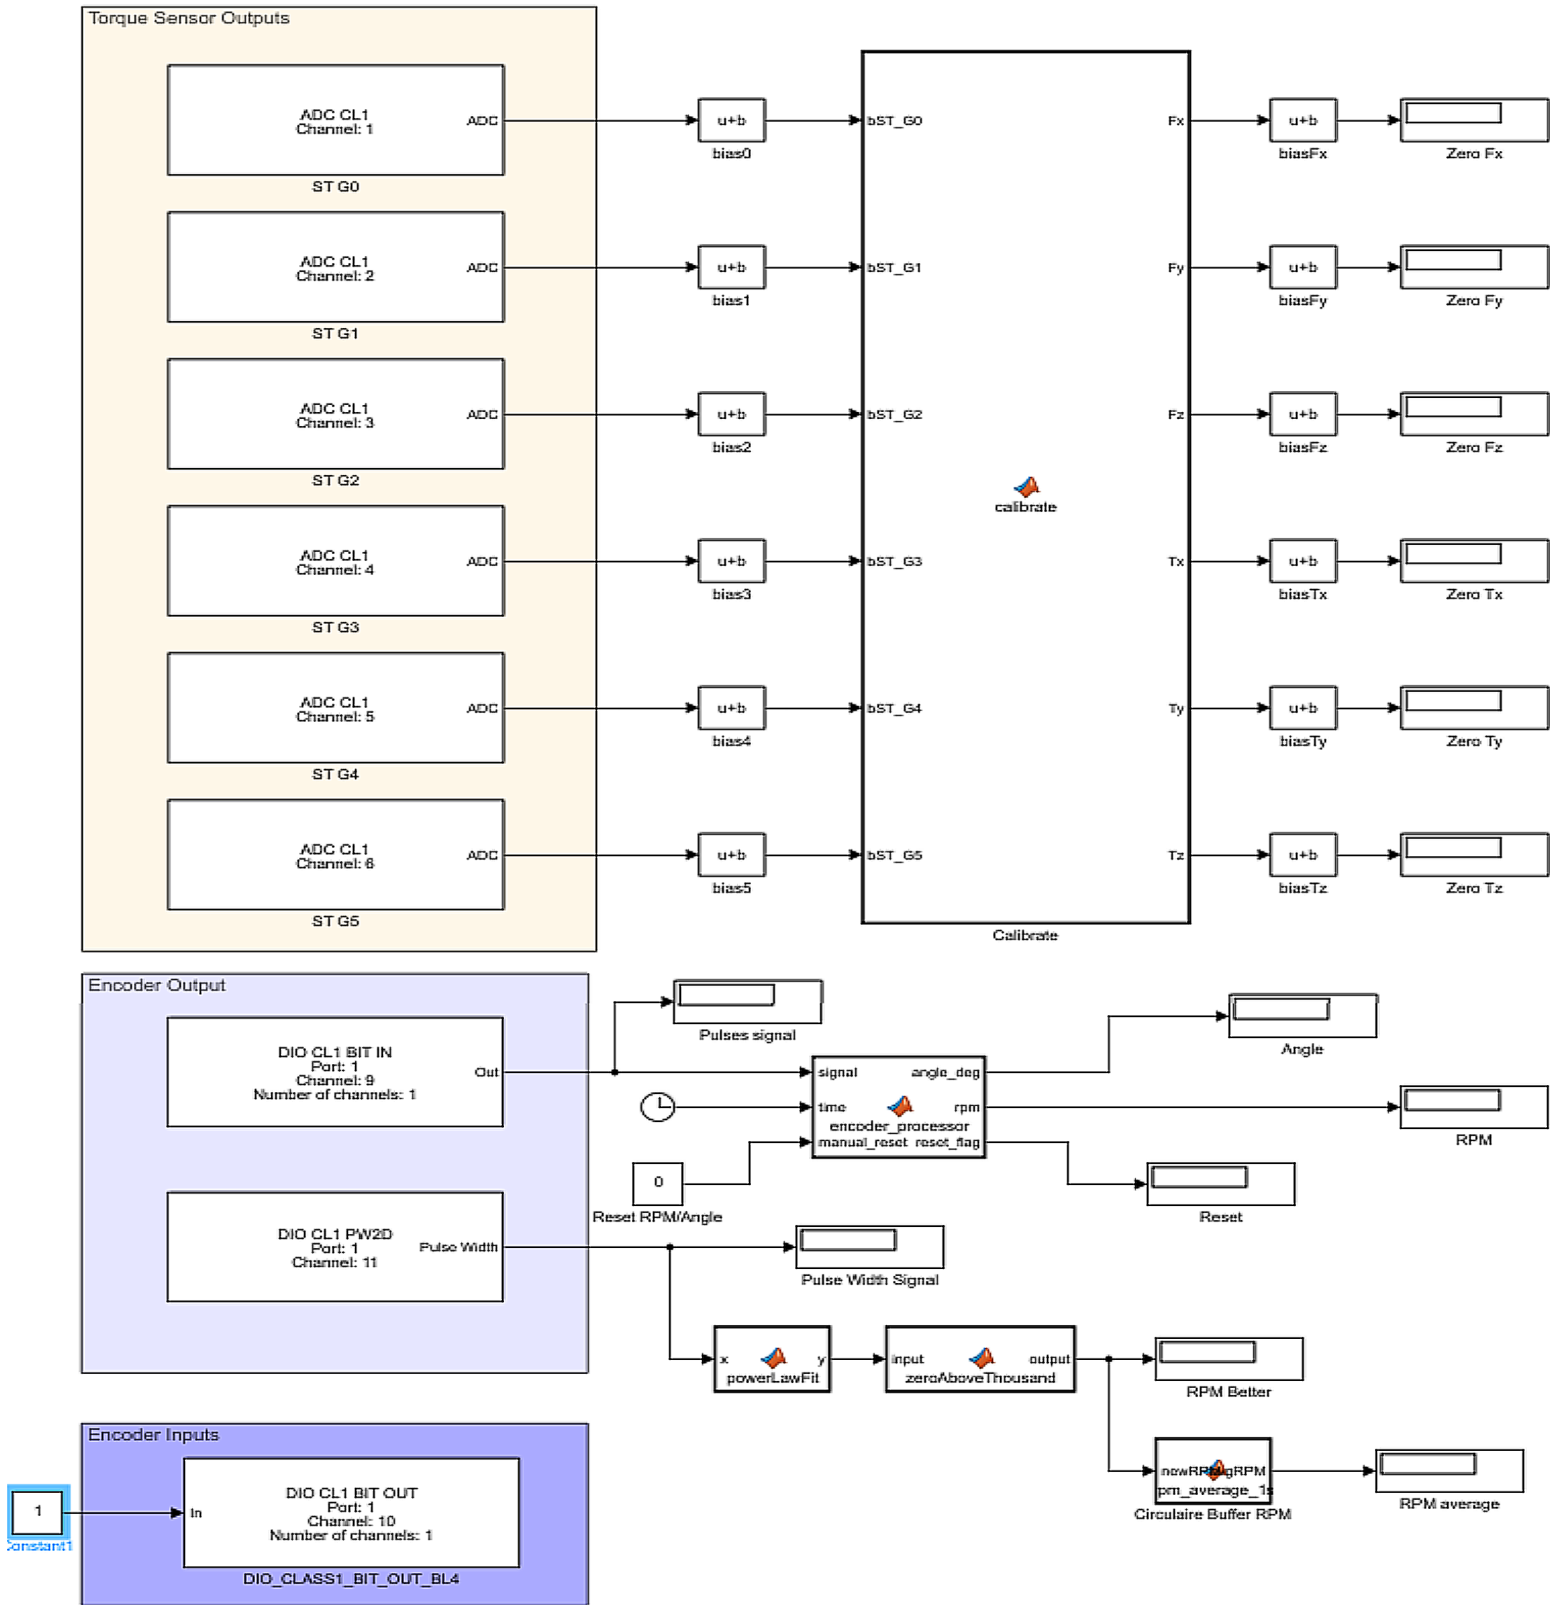 Torque Sensor Outputs
ADC CL1
Channel: 1
ADC
ST G0
u+b
bias0
bST_G0
Fx
u+b
biasFx
Zero Fx
ADC CL1
Channel: 2
ADC
ST G1
u+b
bias1
bST_G1
Fy
u+b
biasFy
Zero Fy
ADC CL1
Channel: 3
ADC
ST G2
u+b
bias2
bST_G2
Fz
u+b
biasFz
Zero Fz
calibrate
ADC CL1
Channel: 4
ADC
ST G3
u+b
bias3
bST_G3
Tx
u+b
biasTx
Zero Tx
ADC CL1
Channel: 5
ADC
ST G4
u+b
bias4
bST_G4
Ty
u+b
biasTy
Zero Ty
ADC CL1
Channel: 6
ADC
ST G5
u+b
bias5
bST_G5
Tz
u+b
biasTz
Zero Tz
Calibrate
Encoder Output
DIO CL1 BIT IN
Port: 1
Channel: 9
Number of channels: 1
Out
Pulses signal
Angle
signal
angle_deg
time
rpm
encoder_processor
manual_reset
reset_flag
RPM
0
Reset RPM/Angle
Reset
DIO CL1 PW2D
Port: 1
Channel: 11
Pulse Width
Pulse Width Signal
x
y
powerLawFit
input
output
zeroAboveThousand
RPM Better
Encoder Inputs
1
Constant1
In
DIO CL1 BIT OUT
Port: 1
Channel: 10
Number of channels: 1
DIO_CLASS1_BIT_OUT_BL4
pm_average_1s
Circulaire Buffer RPM
RPM average